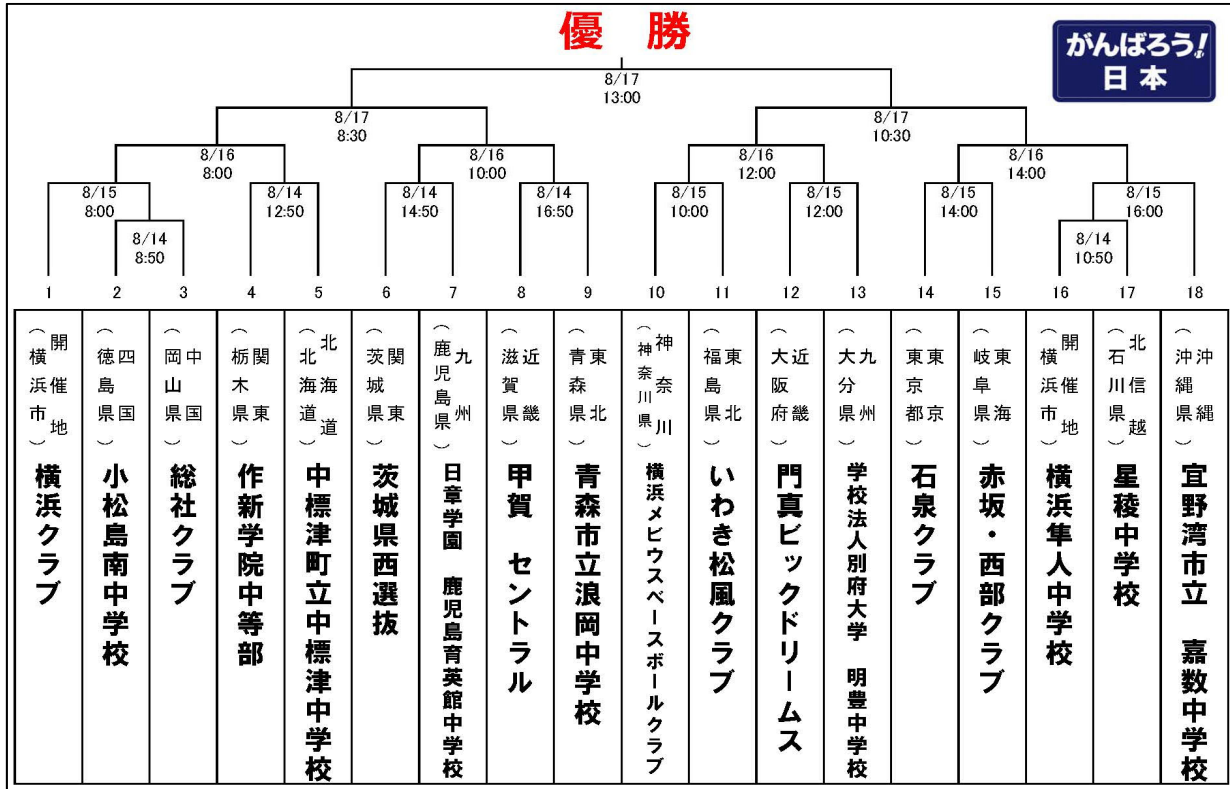 優 勝
がんばろう!
日本
8/17
13:00
8/17
8:30
8/17
10:30
8/16
8:00
8/16
10:00
8/16
12:00
8/16
14:00
8/15
8:00
8/14
12:50
8/14
14:50
8/14
16:50
8/15
10:00
8/15
12:00
8/15
14:00
8/15
16:00
8/14
8:50
8/14
10:50
1
2
3
4
5
6
7
8
9
10
11
12
13
14
15
16
17
18
開催地
(横浜市)
横浜クラブ
四国
(徳島県)
小松島南中学校
中国
(岡山県)
総社クラブ
関東
(栃木県)
作新学院中等部
北海道
(北海道)
中標津町立中標津中学校
関東
(茨城県)
茨城県西選抜
九州
(鹿児島県)
日章学園 鹿児島育英館中学校
近畿
(滋賀県)
甲賀 セントラル
東北
(青森県)
青森市立浪岡中学校
神奈川
(神奈川県)
横浜メビウスベースボールクラブ
東北
(福島県)
いわき松風クラブ
近畿
(大阪府)
門真ビックドリームス
九州
(大分県)
学校法人別府大学 明豊中学校
東京
(東京都)
石泉クラブ
東海
(岐阜県)
赤坂・西部クラブ
開催地
(横浜市)
横浜隼人中学校
北信越
(石川県)
星稜中学校
沖縄
(沖縄県)
宜野湾市立 嘉数中学校